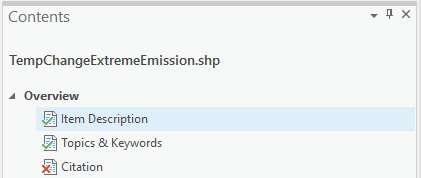 Contents
TempChangeExtremeEmission.shp
Overview
Item Description
Topics & Keywords
Citation